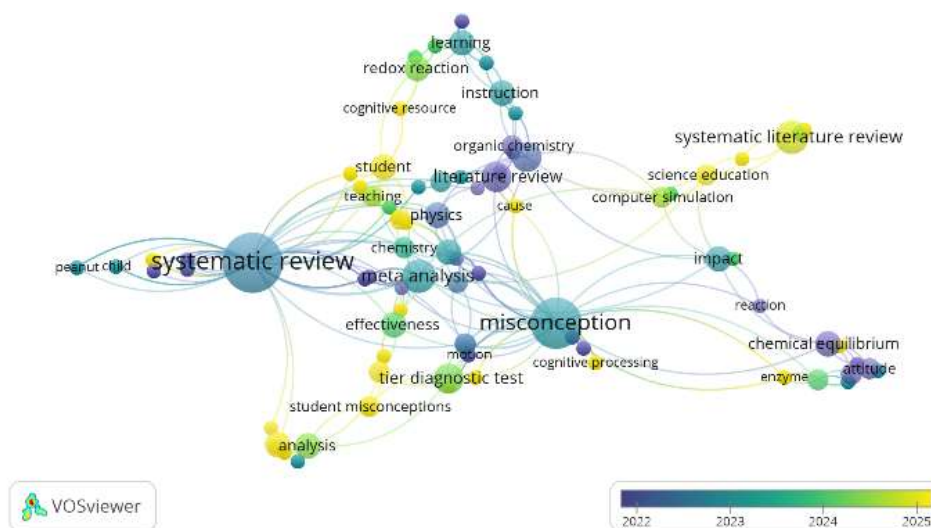 learning
redox reaction
instruction
cognitive resource
systematic literature review
organic chemistry
student
literature review
science education
teaching
cause
computer simulation
physics
chemistry
peanut child
systematic review
meta analysis
impact
reaction
effectiveness
misconception
chemical equilibrium
motion
cognitive processing
attitude
tier diagnostic test
enzyme
student misconceptions
analysis
VOSviewer
2022 2023 2024 2025